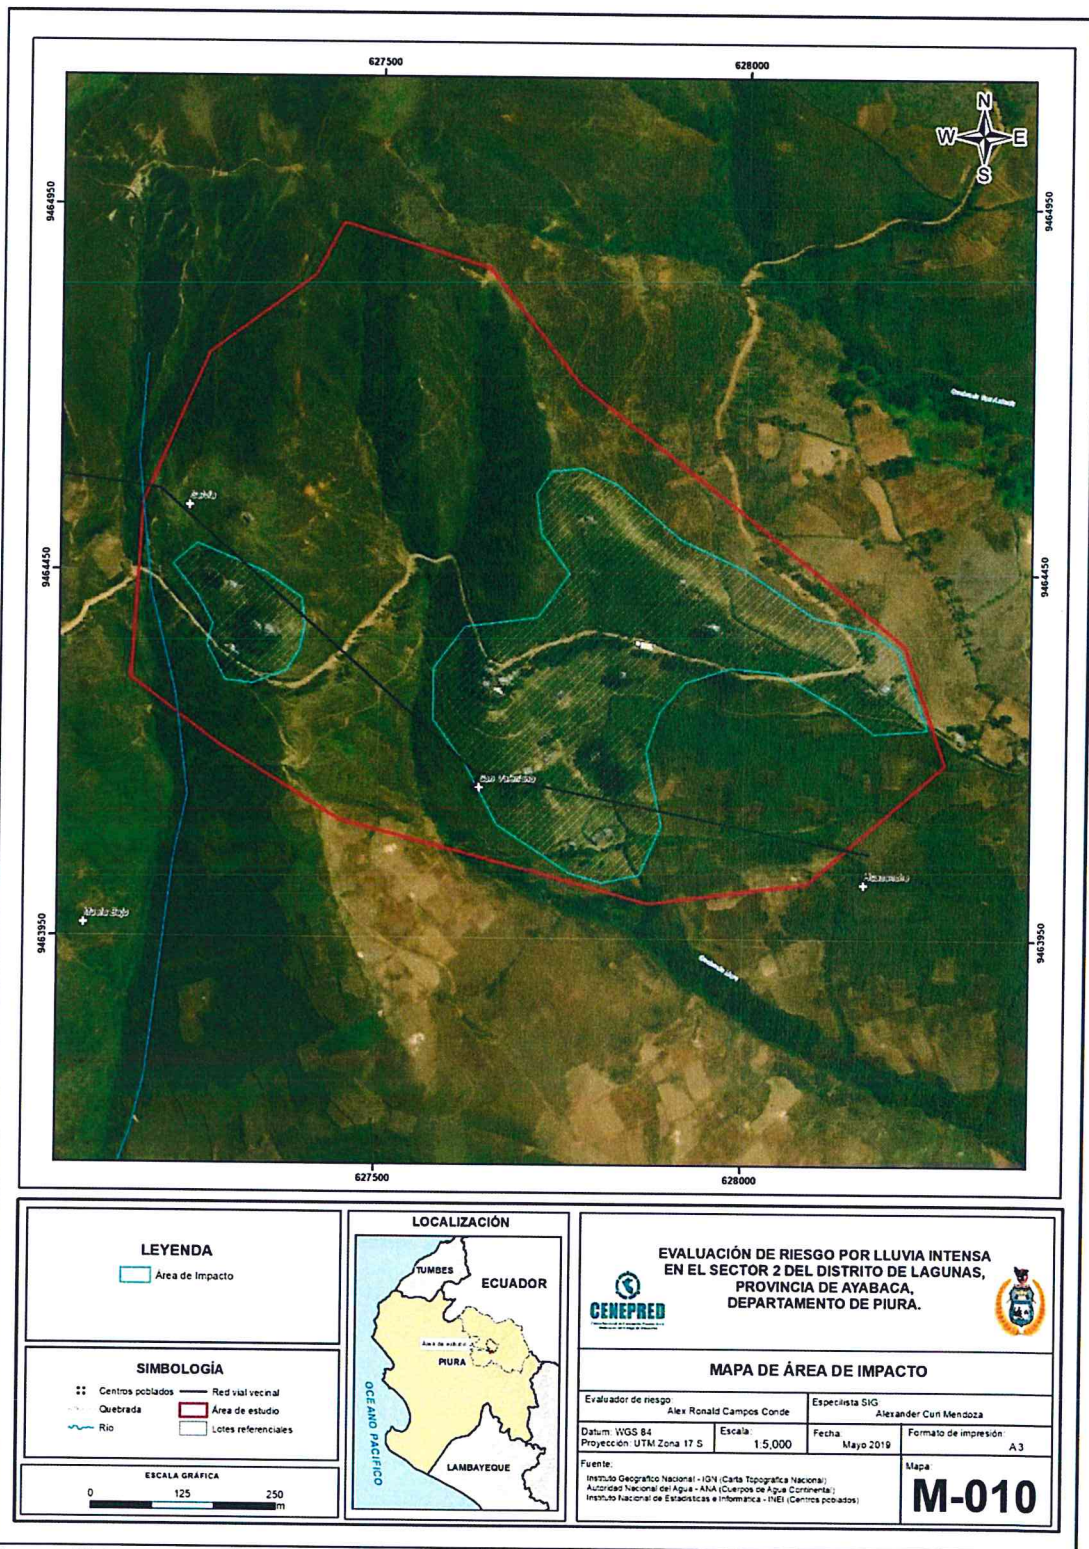 627500
628000
N
W E
S
9464950
9464950
9464450
9464450
9463950
9463950
627500
628000
LEYENDA
Área de Impacto
SIMBOLOGÍA
Centros poblados
Red vial vecinal
Quebrada
Área de estudio
Río
Lotes referenciales
ESCALA GRÁFICA
0 125 250
m
LOCALIZACIÓN
TUMBES
ECUADOR
Área de estudio
PIURA
OCEANO PACIFICO
LAMBAYEQUE
CENEPRED
EVALUACIÓN DE RIESGO POR LLUVIA INTENSA
EN EL SECTOR 2 DEL DISTRITO DE LAGUNAS,
PROVINCIA DE AYABACA,
DEPARTAMENTO DE PIURA.
MAPA DE ÁREA DE IMPACTO
Evaluador de riesgo:
Alex Ronald Campos Conde
Especilista SIG:
Alexander Curi Mendoza
Datum: WGS 84
Proyección: UTM Zona 17 S
Escala:
1:5,000
Fecha:
Mayo 2019
Formato de impresión:
A3
Fuente:
Instituto Geográfico Nacional - IGN (Carta Topográfica Nacional)
Autoridad Nacional del Agua - ANA (Cuerpos de Agua Continental)
Instituto Nacional de Estadísticas e Informática - INEI (Centros poblados)
Mapa:
M-010